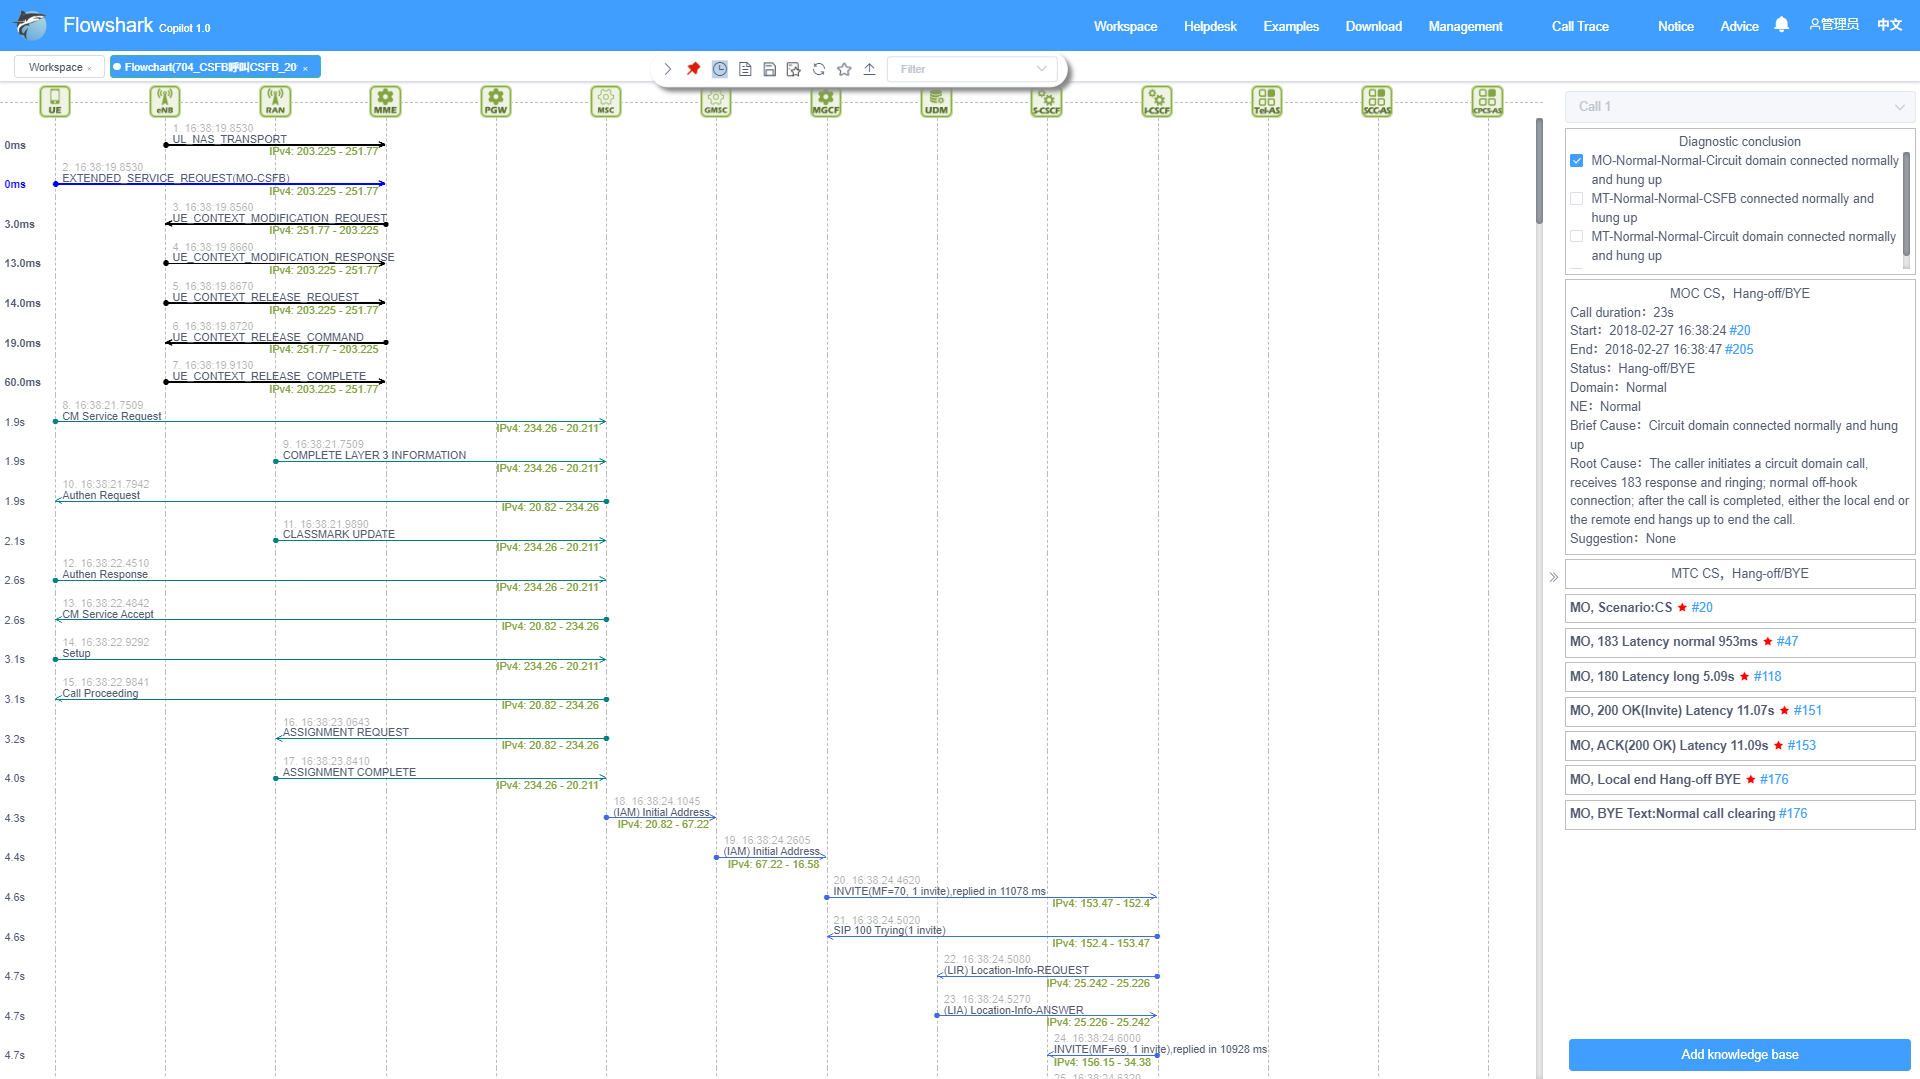 Flowshark Copilot 1.0
Workspace Helpdesk Examples Download Management Call Trace Notice Advice 管理员 中文
Workspace
Flowchart(704_CSFB呼叫CSFB_20
Filter
UE eNB RAN MME PGW MSC GMSC MGCF UDM S-CSCF I-CSCF Tel-AS SCC-AS CPCS-AS
1. 16:38:19.8530
0ms UL_NAS_TRANSPORT
IPv4: 203.225 - 251.77
2. 16:38:19.8530
0ms EXTENDED_SERVICE_REQUEST(MO-CSFB)
IPv4: 203.225 - 251.77
3. 16:38:19.8560
3.0ms UE_CONTEXT_MODIFICATION_REQUEST
IPv4: 251.77 - 203.225
4. 16:38:19.8660
13.0ms UE_CONTEXT_MODIFICATION_RESPONSE
IPv4: 203.225 - 251.77
5. 16:38:19.8670
14.0ms UE_CONTEXT_RELEASE_REQUEST
IPv4: 203.225 - 251.77
6. 16:38:19.8720
19.0ms UE_CONTEXT_RELEASE_COMMAND
IPv4: 251.77 - 203.225
7. 16:38:19.9130
60.0ms UE_CONTEXT_RELEASE_COMPLETE
IPv4: 203.225 - 251.77
8. 16:38:21.7509
1.9s CM Service Request
IPv4: 234.26 - 20.211
9. 16:38:21.7509
1.9s COMPLETE LAYER 3 INFORMATION
IPv4: 234.26 - 20.211
10. 16:38:21.7942
1.9s Authen Request
IPv4: 20.82 - 234.26
11. 16:38:21.9890
2.1s CLASSMARK UPDATE
IPv4: 234.26 - 20.211
12. 16:38:22.4510
2.6s Authen Response
IPv4: 234.26 - 20.211
13. 16:38:22.4842
2.6s CM Service Accept
IPv4: 20.82 - 234.26
14. 16:38:22.9292
3.1s Setup
IPv4: 234.26 - 20.211
15. 16:38:22.9841
3.1s Call Proceeding
IPv4: 20.82 - 234.26
16. 16:38:23.0643
3.2s ASSIGNMENT REQUEST
IPv4: 20.82 - 234.26
17. 16:38:23.8410
4.0s ASSIGNMENT COMPLETE
IPv4: 234.26 - 20.211
18. 16:38:24.1045
4.3s (IAM) Initial Address
IPv4: 20.82 - 67.22
19. 16:38:24.2605
4.4s (IAM) Initial Address
IPv4: 67.22 - 16.58
20. 16:38:24.4620
4.6s INVITE(MF=70, 1 invite),replied in 11078 ms
IPv4: 153.47 - 152.4
21. 16:38:24.5020
4.6s SIP 100 Trying(1 invite)
IPv4: 152.4 - 153.47
22. 16:38:24.5080
4.7s (LIR) Location-Info-REQUEST
IPv4: 25.242 - 25.226
23. 16:38:24.5270
4.7s (LIA) Location-Info-ANSWER
IPv4: 25.226 - 25.242
24. 16:38:24.6000
4.7s INVITE(MF=69, 1 invite),replied in 10928 ms
IPv4: 156.15 - 34.38
25. 16:38:24.6320
Call 1
Diagnostic conclusion
MO-Normal-Normal-Circuit domain connected normally
and hung up
MT-Normal-Normal-CSFB connected normally and
hung up
MT-Normal-Normal-Circuit domain connected normally
and hung up
MOC CS，Hang-off/BYE
Call duration：23s
Start：2018-02-27 16:38:24 #20
End：2018-02-27 16:38:47 #205
Status：Hang-off/BYE
Domain：Normal
NE：Normal
Brief Cause：Circuit domain connected normally and hung
up
Root Cause：The caller initiates a circuit domain call,
receives 183 response and ringing; normal off-hook
connection; after the call is completed, either the local end or
the remote end hangs up to end the call.
Suggestion：None
MTC CS，Hang-off/BYE
MO, Scenario:CS ★ #20
MO, 183 Latency normal 953ms ★ #47
MO, 180 Latency long 5.09s ★ #118
MO, 200 OK(Invite) Latency 11.07s ★ #151
MO, ACK(200 OK) Latency 11.09s ★ #153
MO, Local end Hang-off BYE ★ #176
MO, BYE Text:Normal call clearing #176
Add knowledge base